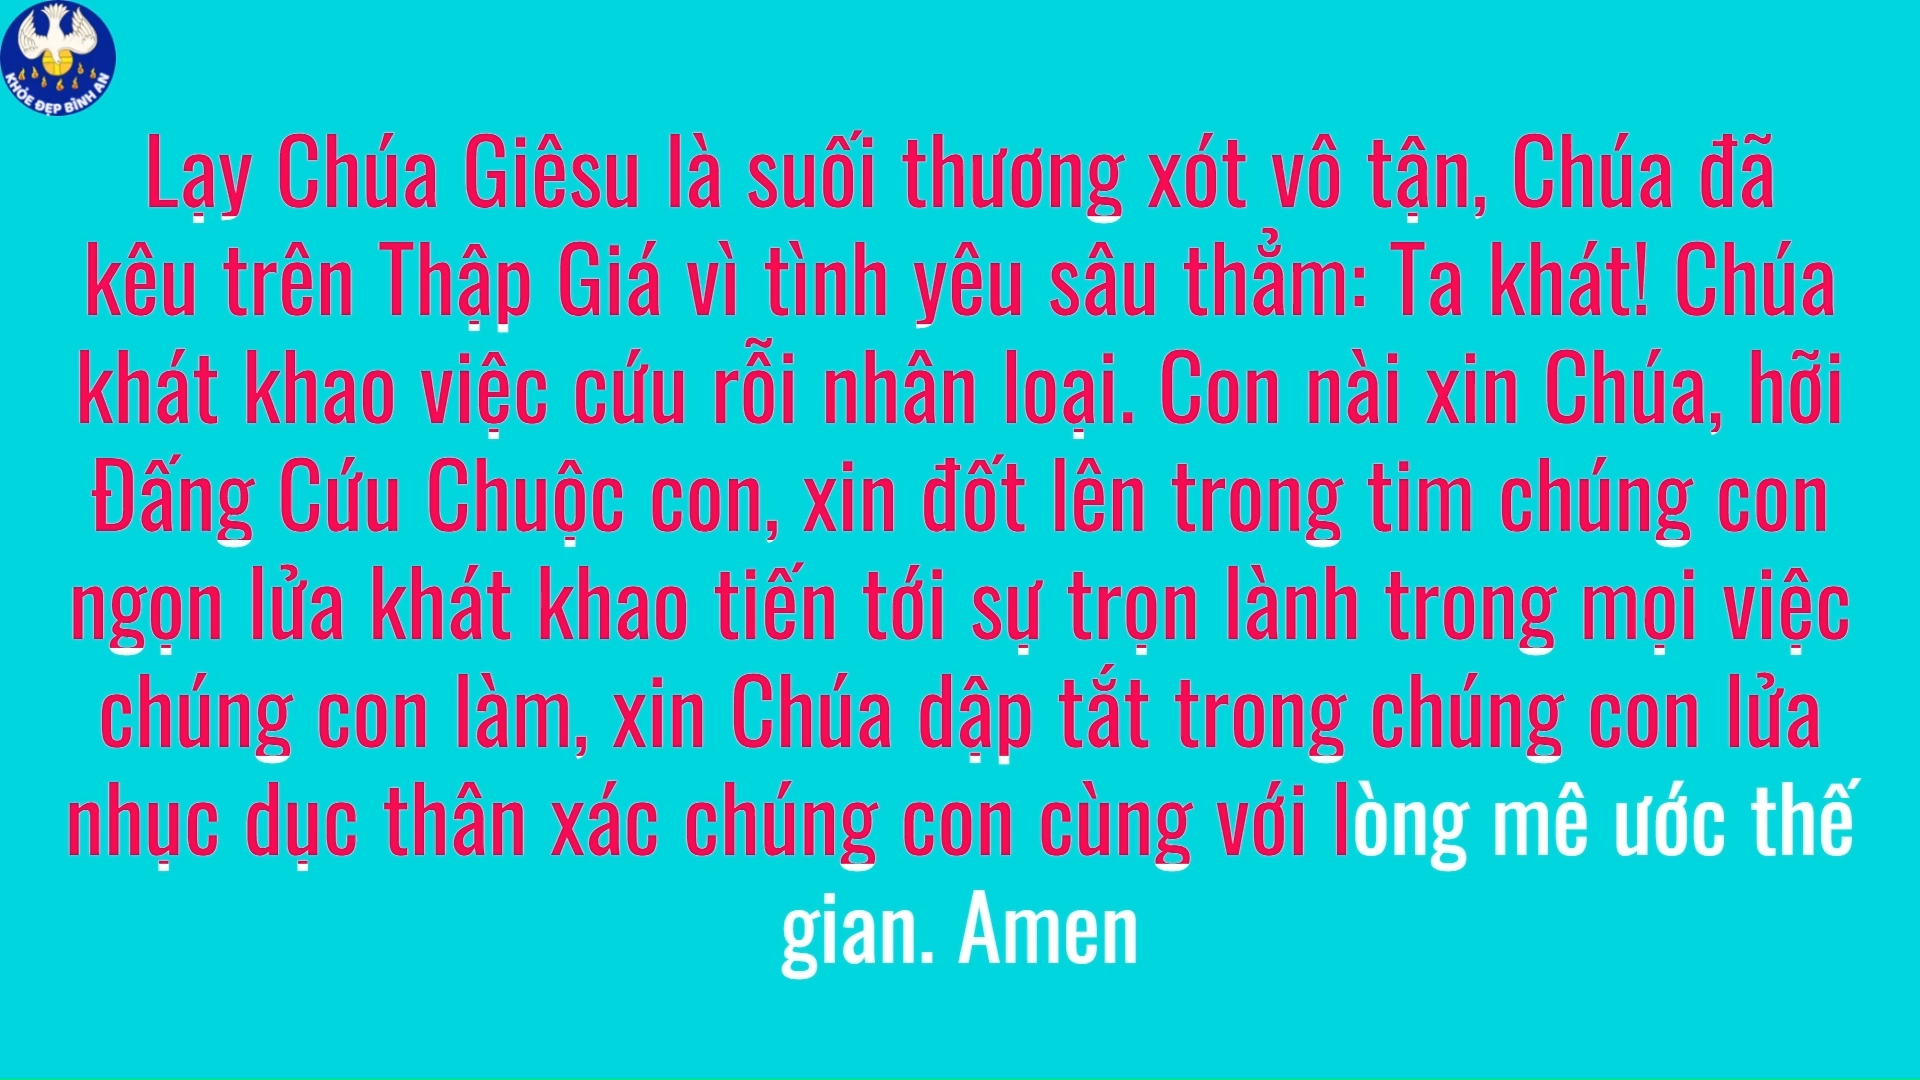 KHỎE ĐẸP BÌNH AN
Lạy Chúa Giêsu là suối thương xót vô tận, Chúa đã
kêu trên Thập Giá vì tình yêu sâu thẳm: Ta khát! Chúa
khát khao việc cứu rỗi nhân loại. Con nài xin Chúa, hỡi
Đấng Cứu Chuộc con, xin đốt lên trong tim chúng con
ngọn lửa khát khao tiến tới sự trọn lành trong mọi việc
chúng con làm, xin Chúa dập tắt trong chúng con lửa
nhục dục thân xác chúng con cùng với lòng mê ước thế
gian. Amen